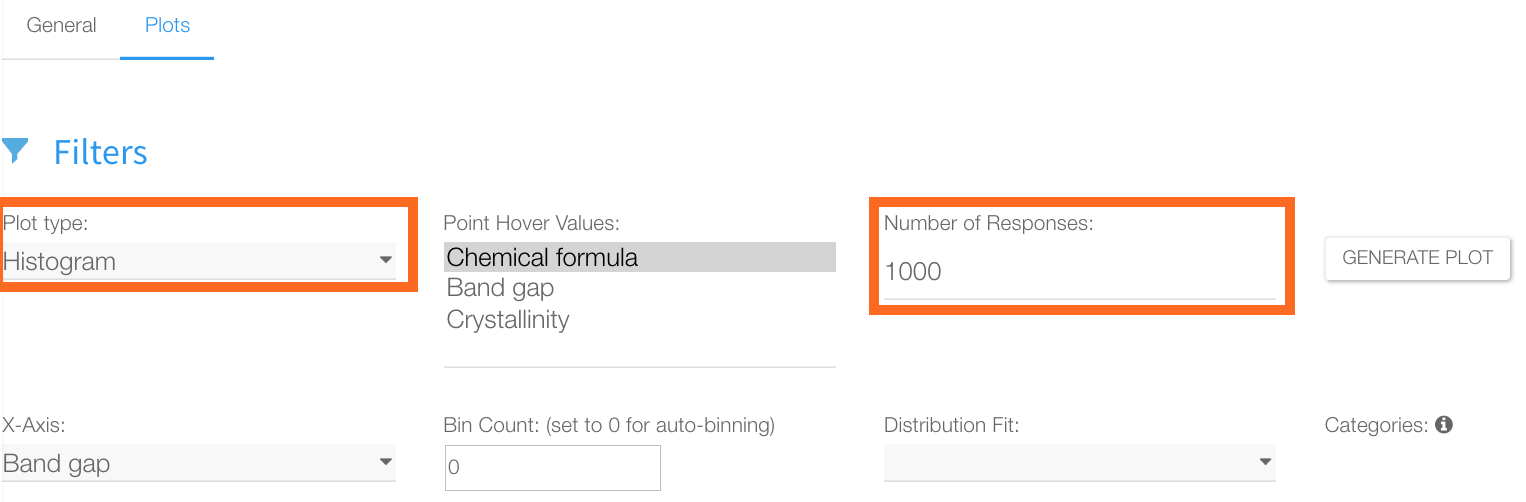 General
Plots
Filters
Plot type:
Histogram
Point Hover Values:
Chemical formula
Band gap
Crystallinity
Number of Responses:
1000
GENERATE PLOT
X-Axis:
Band gap
Bin Count: (set to 0 for auto-binning)
0
Distribution Fit:
Categories: